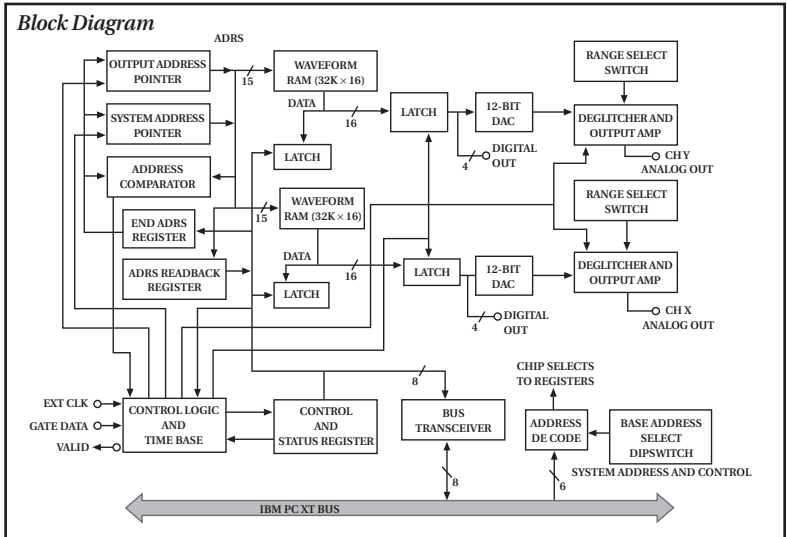 Block Diagram
ADRS
OUTPUT ADDRESS
POINTER
15
WAVEFORM
RAM (32K × 16)
RANGE SELECT
SWITCH
DATA
16
LATCH
12-BIT
DAC
DEGLITCHER AND
OUTPUT AMP
SYSTEM ADDRESS
POINTER
LATCH
4
DIGITAL
OUT
CH Y
ANALOG OUT
ADDRESS
COMPARATOR
15
WAVEFORM
RAM (32K × 16)
RANGE SELECT
SWITCH
END ADRS
REGISTER
DATA
16
LATCH
12-BIT
DAC
DEGLITCHER AND
OUTPUT AMP
ADRS READBACK
REGISTER
LATCH
4
DIGITAL
OUT
CH X
ANALOG OUT
8
CHIP SELECTS
TO REGISTERS
EXT CLK
GATE DATA
VALID
CONTROL LOGIC
AND
TIME BASE
CONTROL
AND
STATUS REGISTER
BUS
TRANSCEIVER
ADDRESS
DE CODE
BASE ADDRESS
SELECT
DIPSWITCH
SYSTEM ADDRESS AND CONTROL
8
6
IBM PC XT BUS